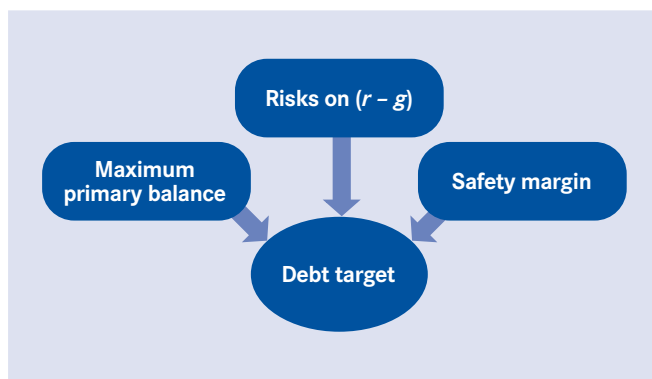 Risks on (r – g)
Maximum
primary balance
Safety margin
Debt target